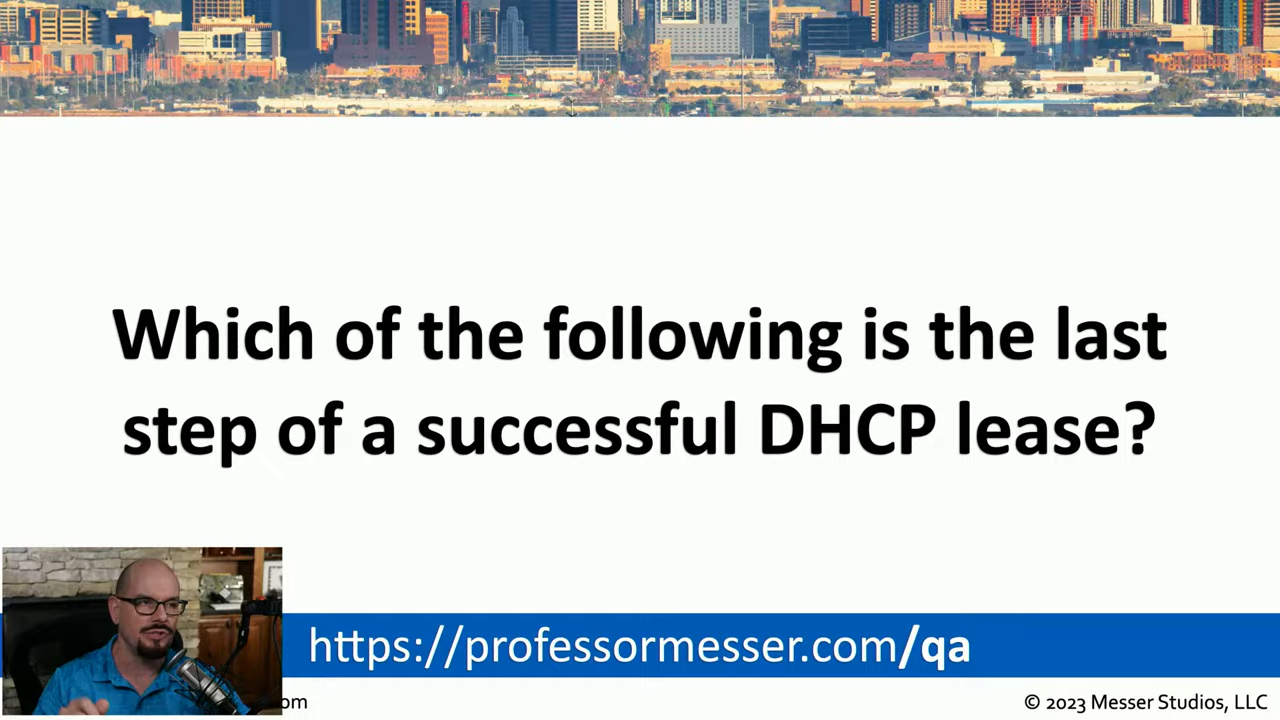 Which of the following is the last
step of a successful DHCP lease?
https://professormesser.com/qa
om
© 2023 Messer Studios, LLC